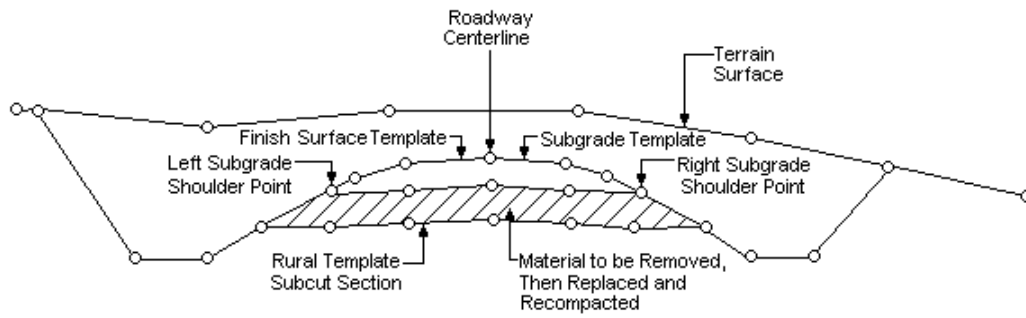 Roadway
Centerline
Terrain
Surface
Finish Surface Template
Subgrade Template
Left Subgrade
Shoulder Point
Right Subgrade
Shoulder Point
Rural Template
Subcut Section
Material to be Removed,
Then Replaced and
Recompacted